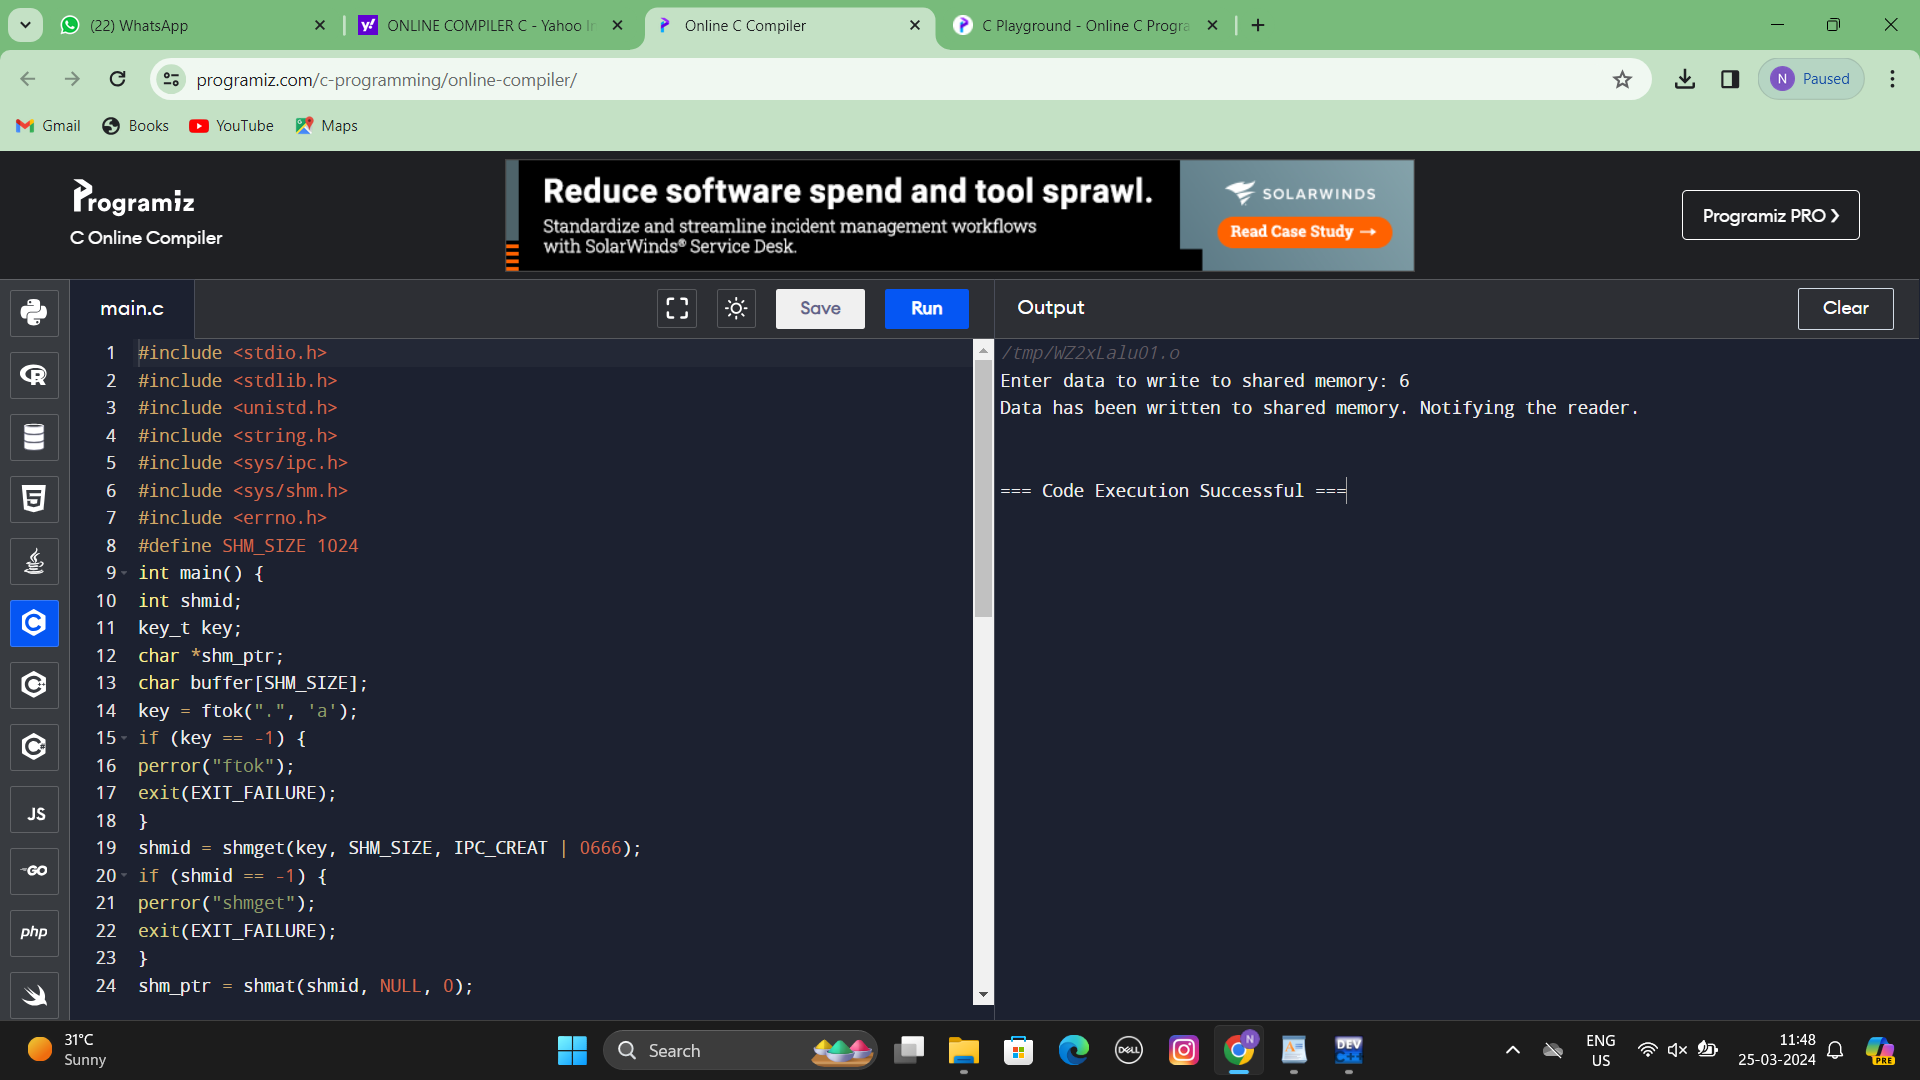 (22) WhatsApp
ONLINE COMPILER C - Yahoo In
Online C Compiler
C Playground - Online C Progra
programiz.com/c-programming/online-compiler/
N Paused
Gmail
Books
YouTube
Maps
Programiz
C Online Compiler
Reduce software spend and tool sprawl.
Standardize and streamline incident management workflows
with SolarWinds® Service Desk.
SOLARWINDS
Read Case Study →
Programiz PRO ❯
main.c
Save
Run
Output
Clear
1 #include <stdio.h>
2 #include <stdlib.h>
3 #include <unistd.h>
4 #include <string.h>
5 #include <sys/ipc.h>
6 #include <sys/shm.h>
7 #include <errno.h>
8 #define SHM_SIZE 1024
9 int main() {
10 int shmid;
11 key_t key;
12 char *shm_ptr;
13 char buffer[SHM_SIZE];
14 key = ftok(".", 'a');
15 if (key == -1) {
16 perror("ftok");
17 exit(EXIT_FAILURE);
18 }
19 shmid = shmget(key, SHM_SIZE, IPC_CREAT | 0666);
20 if (shmid == -1) {
21 perror("shmget");
22 exit(EXIT_FAILURE);
23 }
24 shm_ptr = shmat(shmid, NULL, 0);
/tmp/WZ2xLaluO1.o
Enter data to write to shared memory: 6
Data has been written to shared memory. Notifying the reader.
=== Code Execution Successful ===
JS
GO
php
31°C
Sunny
Search
DELL
N
DEV
C++
ENG
US
11:48
25-03-2024
PRE